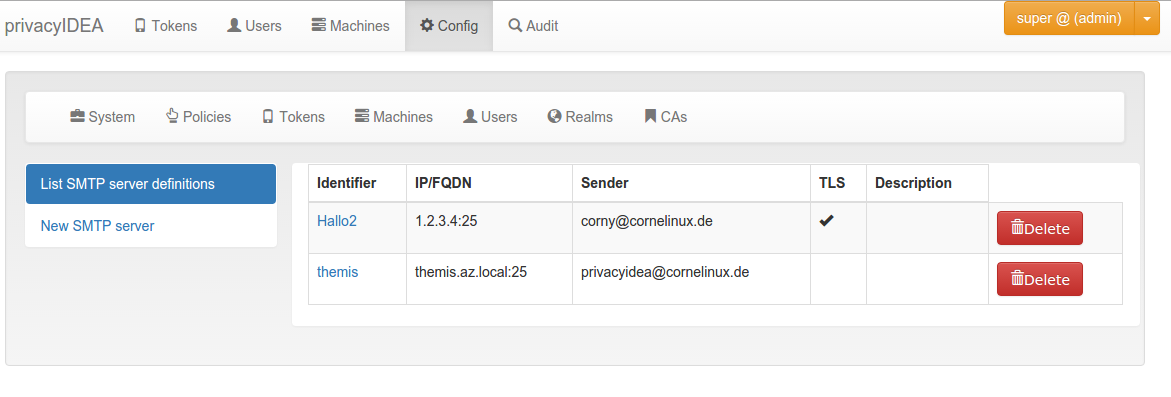 privacyIDEA Tokens Users Machines Config Audit super @ (admin)
System Policies Tokens Machines Users Realms CAs
List SMTP server definitions
New SMTP server
Identifier IP/FQDN Sender TLS Description
Hallo2 1.2.3.4:25 corny@cornelinux.de ✔ Delete
themis themis.az.local:25 privacyidea@cornelinux.de Delete